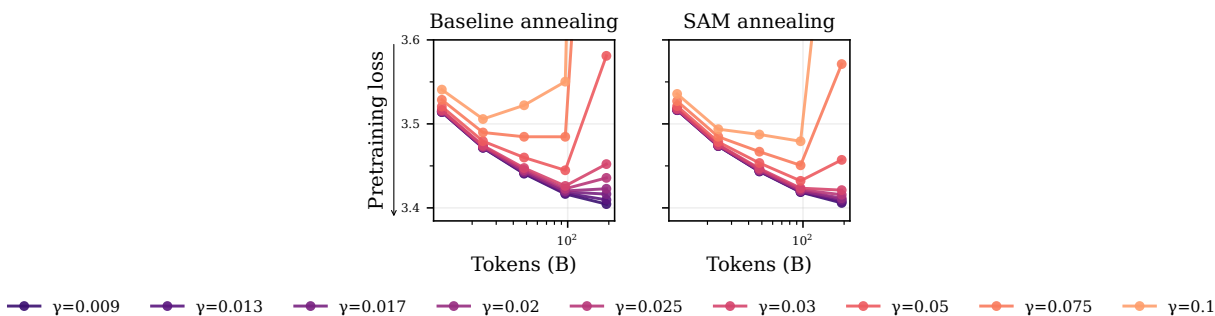 Baseline annealing
SAM annealing
Pretraining loss
3.6
3.5
3.4
10²
10²
Tokens (B)
Tokens (B)
γ=0.009 γ=0.013 γ=0.017 γ=0.02 γ=0.025 γ=0.03 γ=0.05 γ=0.075 γ=0.1